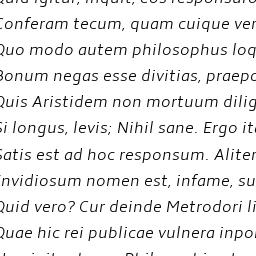 Quid igitur, inquit, eos responsuros
Conferam tecum, quam cuique ver
Quo modo autem philosophus loq
Bonum negas esse divitias, praepo
Quis Aristidem non mortuum dilig
Si longus, levis; Nihil sane. Ergo ita
Satis est ad hoc responsum. Aliter
Invidiosum nomen est, infame, su
Quid vero? Cur deinde Metrodori li
Quae hic rei publicae vulnera inpo